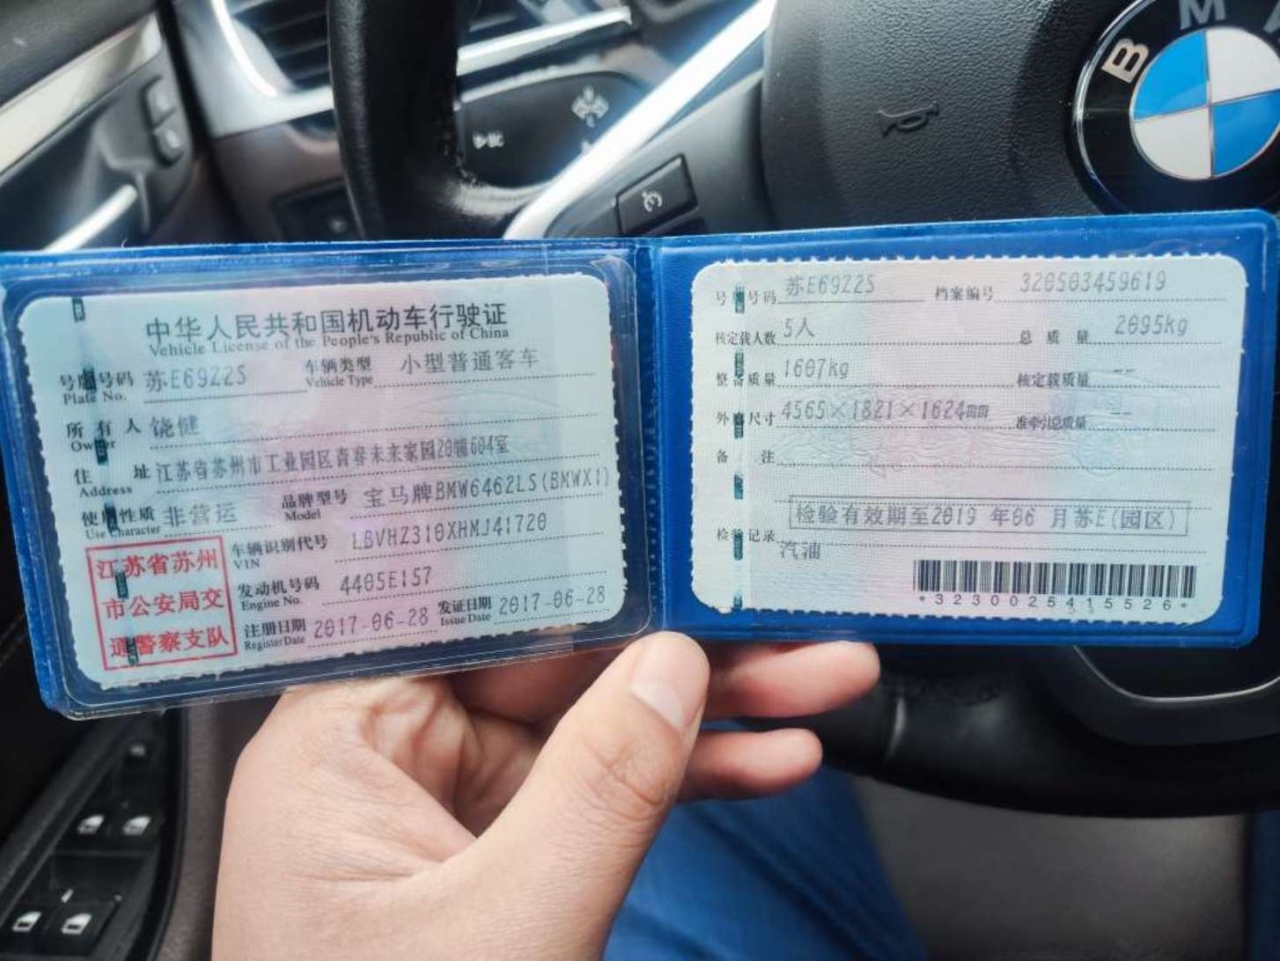 BMW
中华人民共和国机动车行驶证
Vehicle License of the People's Republic of China
号牌号码 苏E69Z2S 车辆类型 小型普通客车
Plate No. Vehicle Type
所有人 饶健
Owner
住址 江苏省苏州市工业园区青春未来家园20幢604室
Address
使用性质 非营运 品牌型号 宝马牌BMW6462LS(BMWX1)
Use Character Model
江苏省苏州
市公安局交
通警察支队
车辆识别代号 LBVHZ310XHMJ41720
VIN
发动机号码 4405E157
Engine No.
注册日期 2017-06-28 发证日期 2017-06-28
Register Date Issue Date
号牌号码 苏E69Z2S 档案编号 320503459619
核定载人数 5人 总质量 2095kg
整备质量 1607kg 核定载质量 --
外廓尺寸 4565×1821×1624mm 准牵引总质量 --
备注
检验有效期至2019年06月苏E(园区)
检验记录
汽油
*3230025415526*